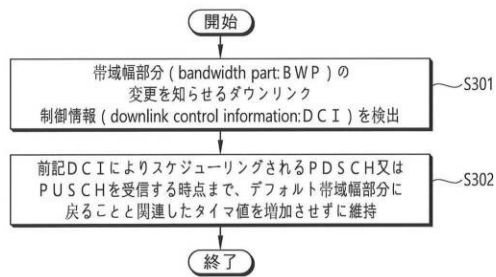 開始
帯域幅部分(bandwidth part:BWP)の
変更を知らせるダウンリンク
制御情報(downlink control information:DCI)を検出
S301
前記DCIによりスケジューリングされるPDSCH又は
PUSCHを受信する時点まで、デフォルト帯域幅部分に
戻ることと関連したタイマ値を増加させずに維持
S302
終了